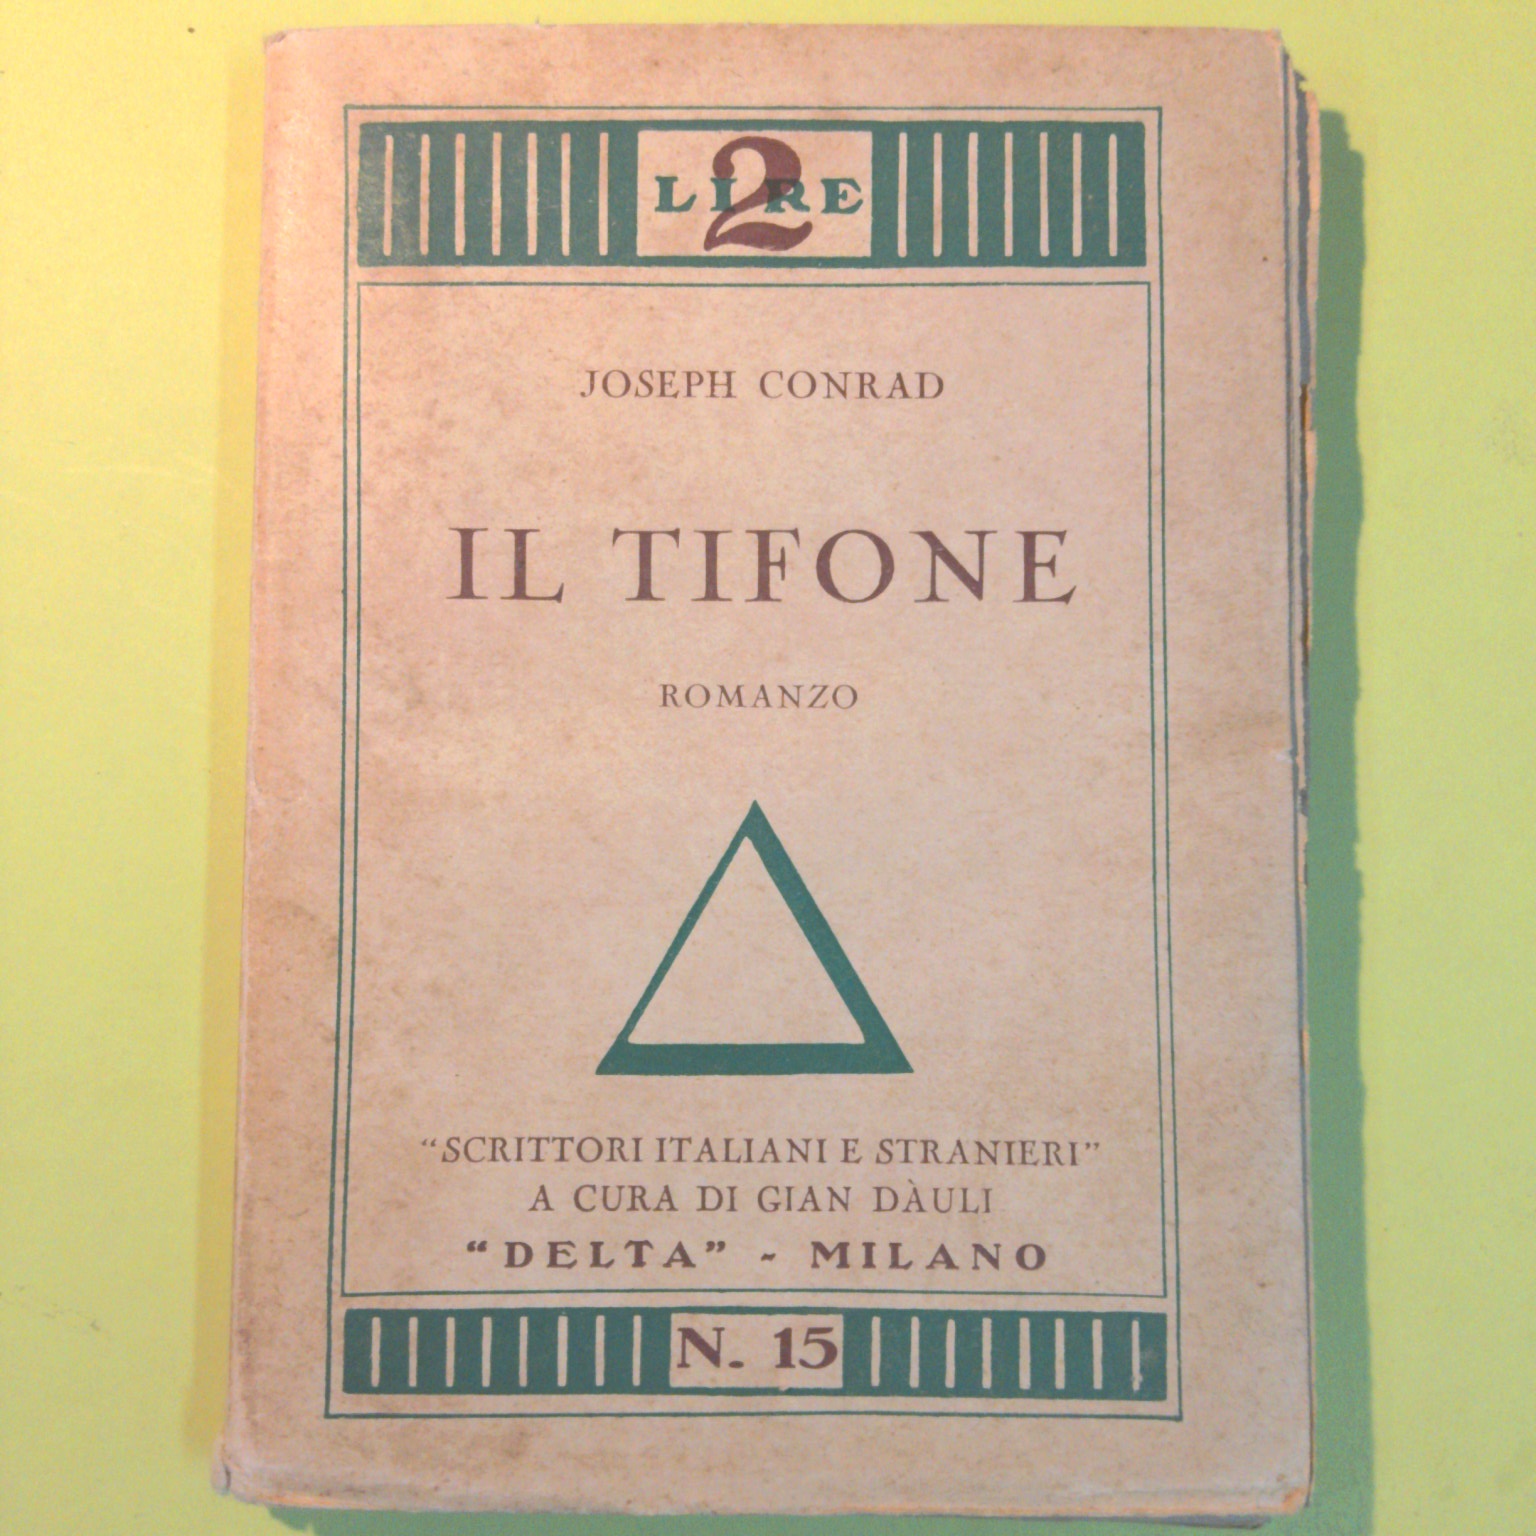 2
LIRE
JOSEPH CONRAD
IL TIFONE
ROMANZO
“SCRITTORI ITALIANI E STRANIERI”
A CURA DI GIAN DÀULI
“DELTA” - MILANO
N. 15